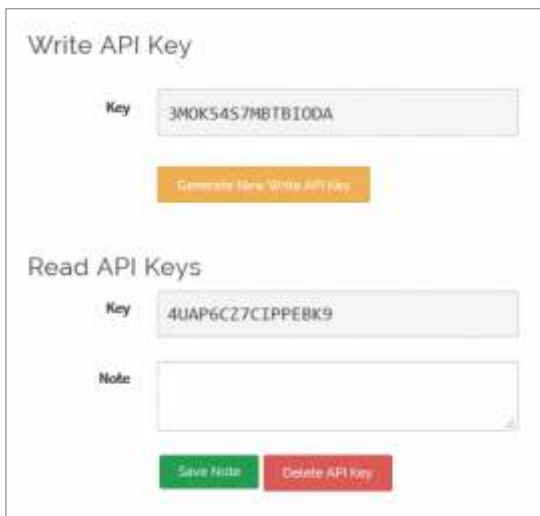 Write API Key
Key
3MOK54S7MBTBIODA
Generate New Write API Key
Read API Keys
Key
4UAP6CZ7CIPPEBK9
Note
Save Note
Delete API Key